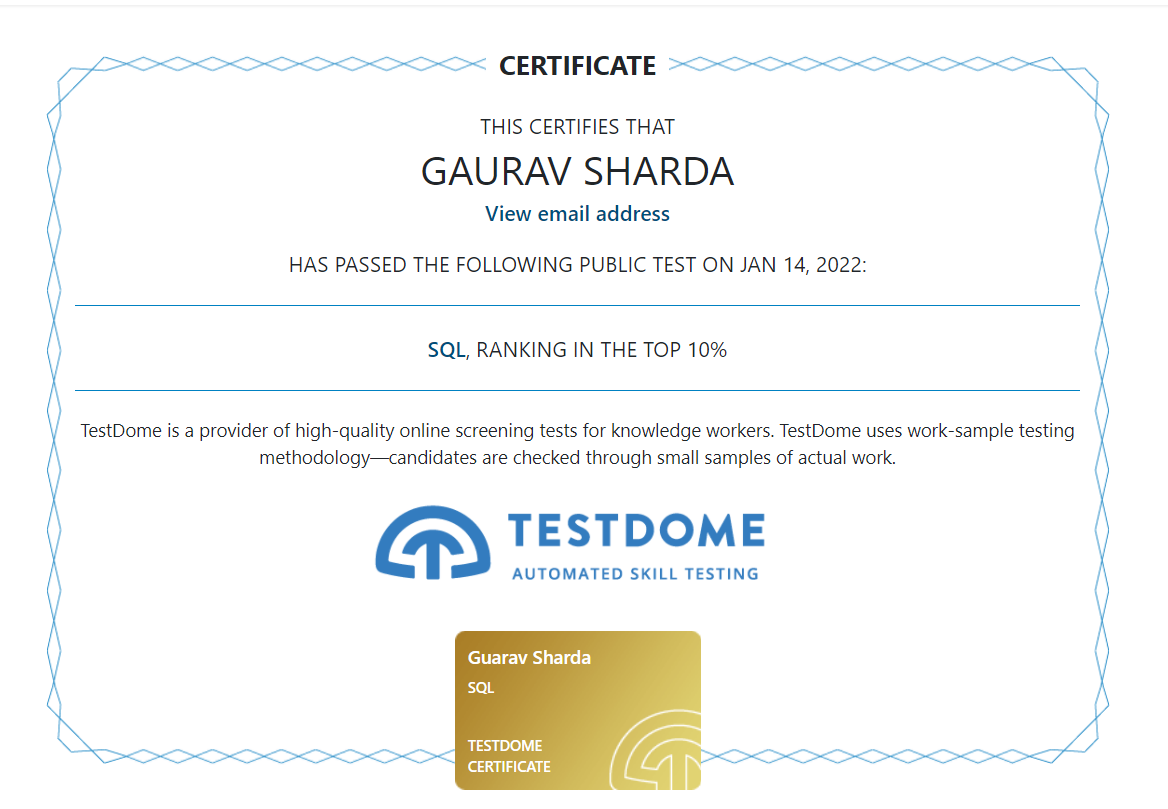 CERTIFICATE
THIS CERTIFIES THAT
GAURAV SHARDA
View email address
HAS PASSED THE FOLLOWING PUBLIC TEST ON JAN 14, 2022:
SQL, RANKING IN THE TOP 10%
TestDome is a provider of high-quality online screening tests for knowledge workers. TestDome uses work-sample testing
methodology—candidates are checked through small samples of actual work.
TESTDOME
AUTOMATED SKILL TESTING
Guarav Sharda
SQL
TESTDOME
CERTIFICATE